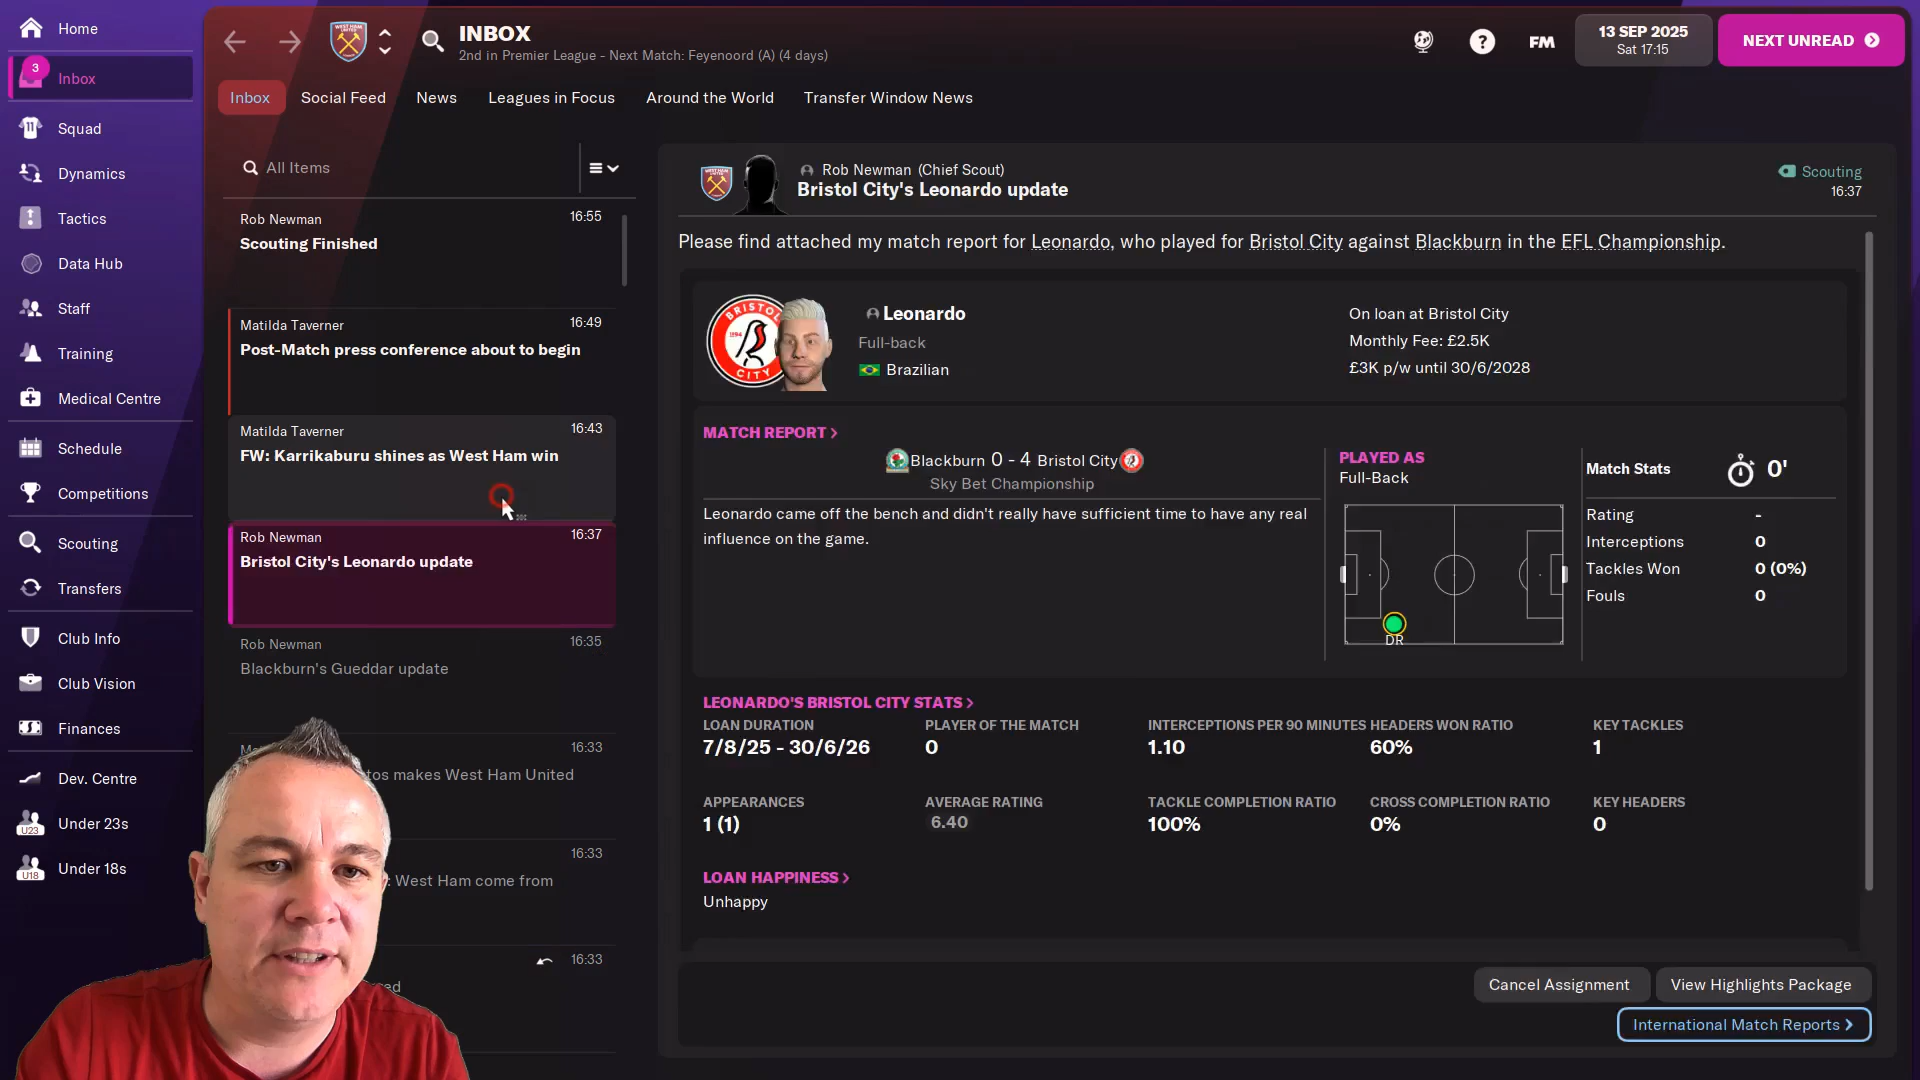 Home
3
Inbox
Squad
Dynamics
Tactics
Data Hub
Staff
Training
Medical Centre
Schedule
Competitions
Scouting
Transfers
Club Info
Club Vision
Finances
Dev. Centre
U23
Under 23s
U18
Under 18s
WEST HAM UNITED
INBOX
2nd in Premier League - Next Match: Feyenoord (A) (4 days)
?
FM
13 SEP 2025
Sat 17:15
NEXT UNREAD
Inbox
Social Feed
News
Leagues in Focus
Around the World
Transfer Window News
All Items
Rob Newman
16:55
Scouting Finished
Matilda Taverner
16:49
Post-Match press conference about to begin
Matilda Taverner
16:43
FW: Karrikaburu shines as West Ham win
Rob Newman
16:37
Bristol City's Leonardo update
Rob Newman
16:35
Blackburn's Gueddar update
16:33
tos makes West Ham United
16:33
: West Ham come from
16:33
ed
Rob Newman (Chief Scout)
Bristol City's Leonardo update
Scouting
16:37
Please find attached my match report for Leonardo, who played for Bristol City against Blackburn in the EFL Championship.
BRISTOL
1894
CITY
Leonardo
Full-back
Brazilian
On loan at Bristol City
Monthly Fee: £2.5K
£3K p/w until 30/6/2028
MATCH REPORT
Blackburn 0 - 4 Bristol City
Sky Bet Championship
Leonardo came off the bench and didn't really have sufficient time to have any real
influence on the game.
PLAYED AS
Full-Back
DR
Match Stats
0'
Rating -
Interceptions 0
Tackles Won 0 (0%)
Fouls 0
LEONARDO'S BRISTOL CITY STATS
LOAN DURATION
7/8/25 - 30/6/26
PLAYER OF THE MATCH
0
INTERCEPTIONS PER 90 MINUTES
1.10
HEADERS WON RATIO
60%
KEY TACKLES
1
APPEARANCES
1 (1)
AVERAGE RATING
6.40
TACKLE COMPLETION RATIO
100%
CROSS COMPLETION RATIO
0%
KEY HEADERS
0
LOAN HAPPINESS
Unhappy
Cancel Assignment
View Highlights Package
International Match Reports